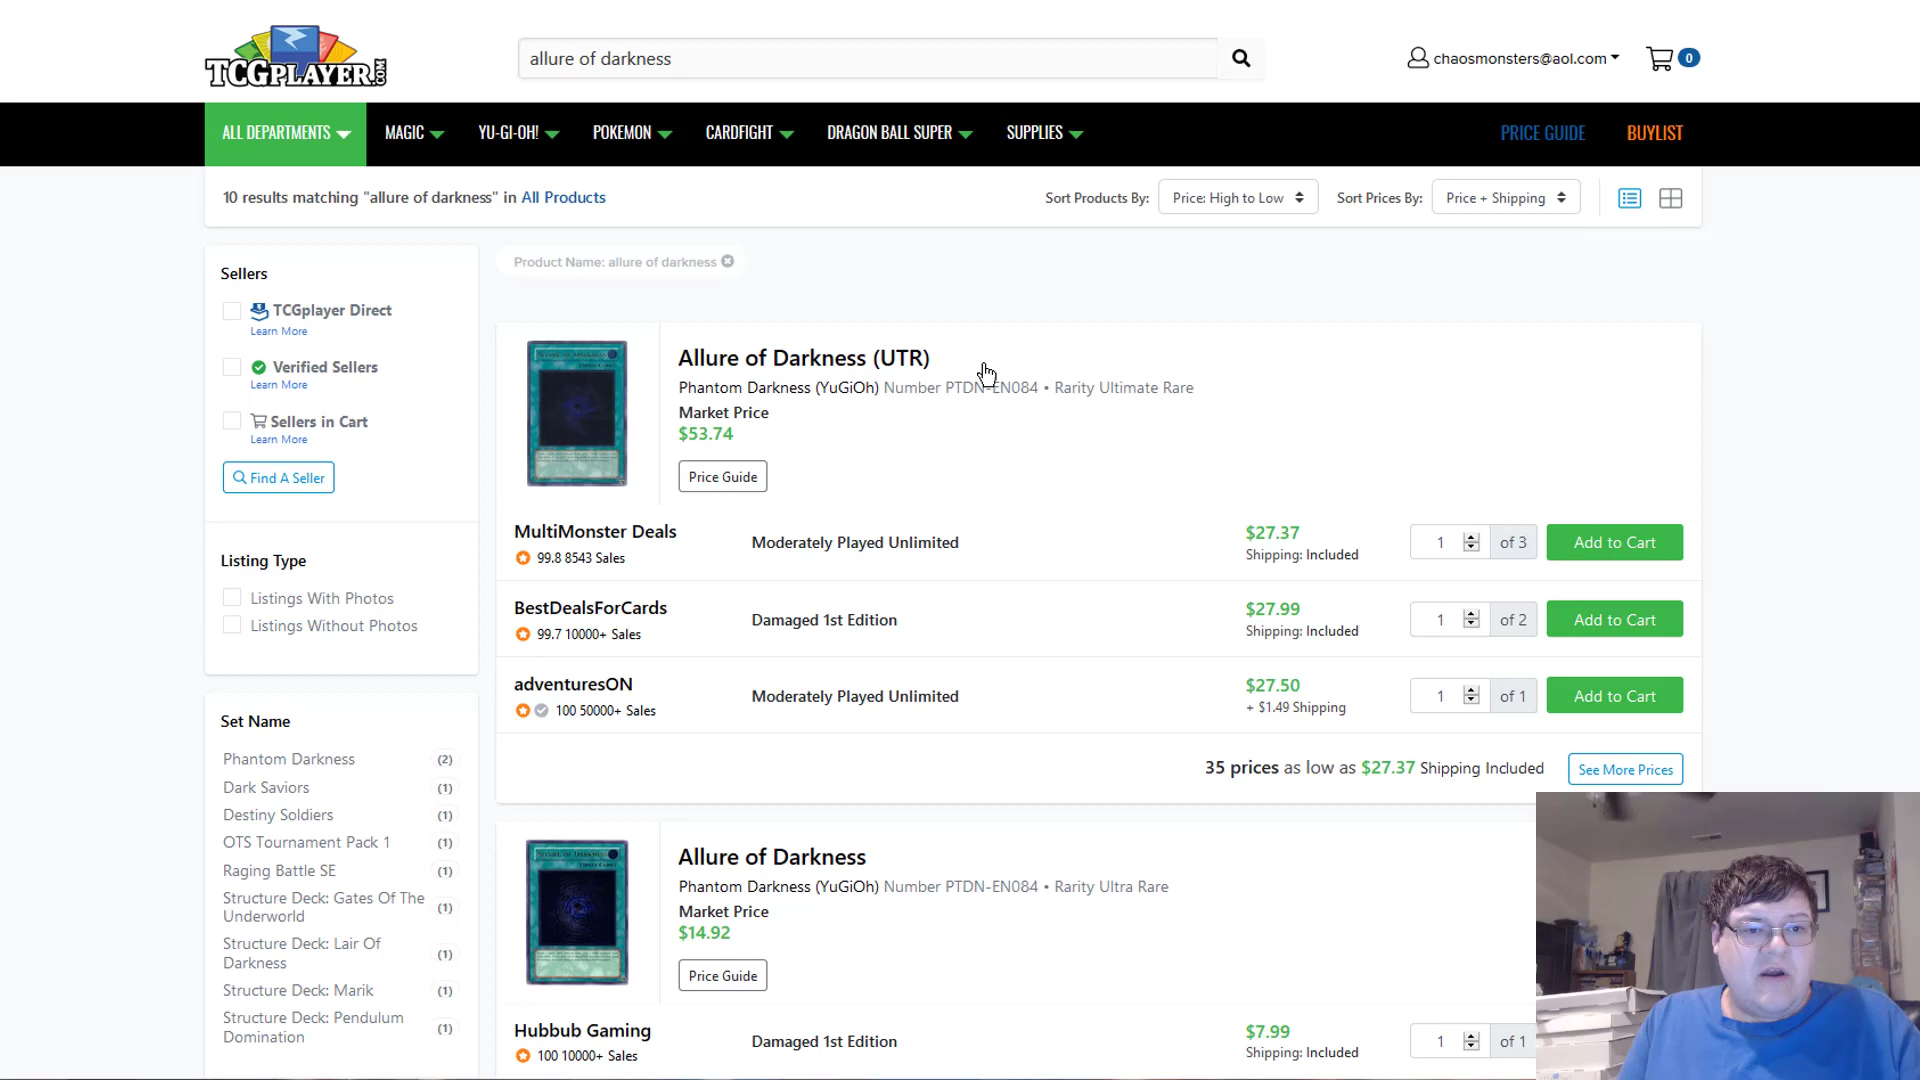 TCGPLAYER.COM
allure of darkness
chaosmonsters@aol.com
0
ALL DEPARTMENTS
MAGIC
YU-GI-OH!
POKEMON
CARDFIGHT
DRAGON BALL SUPER
SUPPLIES
PRICE GUIDE
BUYLIST
10 results matching "allure of darkness" in All Products
Sort Products By:
Price: High to Low
Sort Prices By:
Price + Shipping
Sellers
TCGplayer Direct
Learn More
Verified Sellers
Learn More
Sellers in Cart
Learn More
Find A Seller
Listing Type
Listings With Photos
Listings Without Photos
Set Name
Phantom Darkness (2)
Dark Saviors (1)
Destiny Soldiers (1)
OTS Tournament Pack 1 (1)
Raging Battle SE (1)
Structure Deck: Gates Of The
Underworld (1)
Structure Deck: Lair Of
Darkness (1)
Structure Deck: Marik (1)
Structure Deck: Pendulum
Domination (1)
Product Name: allure of darkness
Allure of Darkness (UTR)
Phantom Darkness (YuGiOh) Number PTDN-EN084 • Rarity Ultimate Rare
Market Price
$53.74
Price Guide
MultiMonster Deals
99.8 8543 Sales
Moderately Played Unlimited
$27.37
Shipping: Included
1
of 3
Add to Cart
BestDealsForCards
99.7 10000+ Sales
Damaged 1st Edition
$27.99
Shipping: Included
1
of 2
Add to Cart
adventuresON
100 50000+ Sales
Moderately Played Unlimited
$27.50
+ $1.49 Shipping
1
of 1
Add to Cart
35 prices as low as $27.37 Shipping Included
See More Prices
Allure of Darkness
Phantom Darkness (YuGiOh) Number PTDN-EN084 • Rarity Ultra Rare
Market Price
$14.92
Price Guide
Hubbub Gaming
100 10000+ Sales
Damaged 1st Edition
$7.99
Shipping: Included
1
of 1